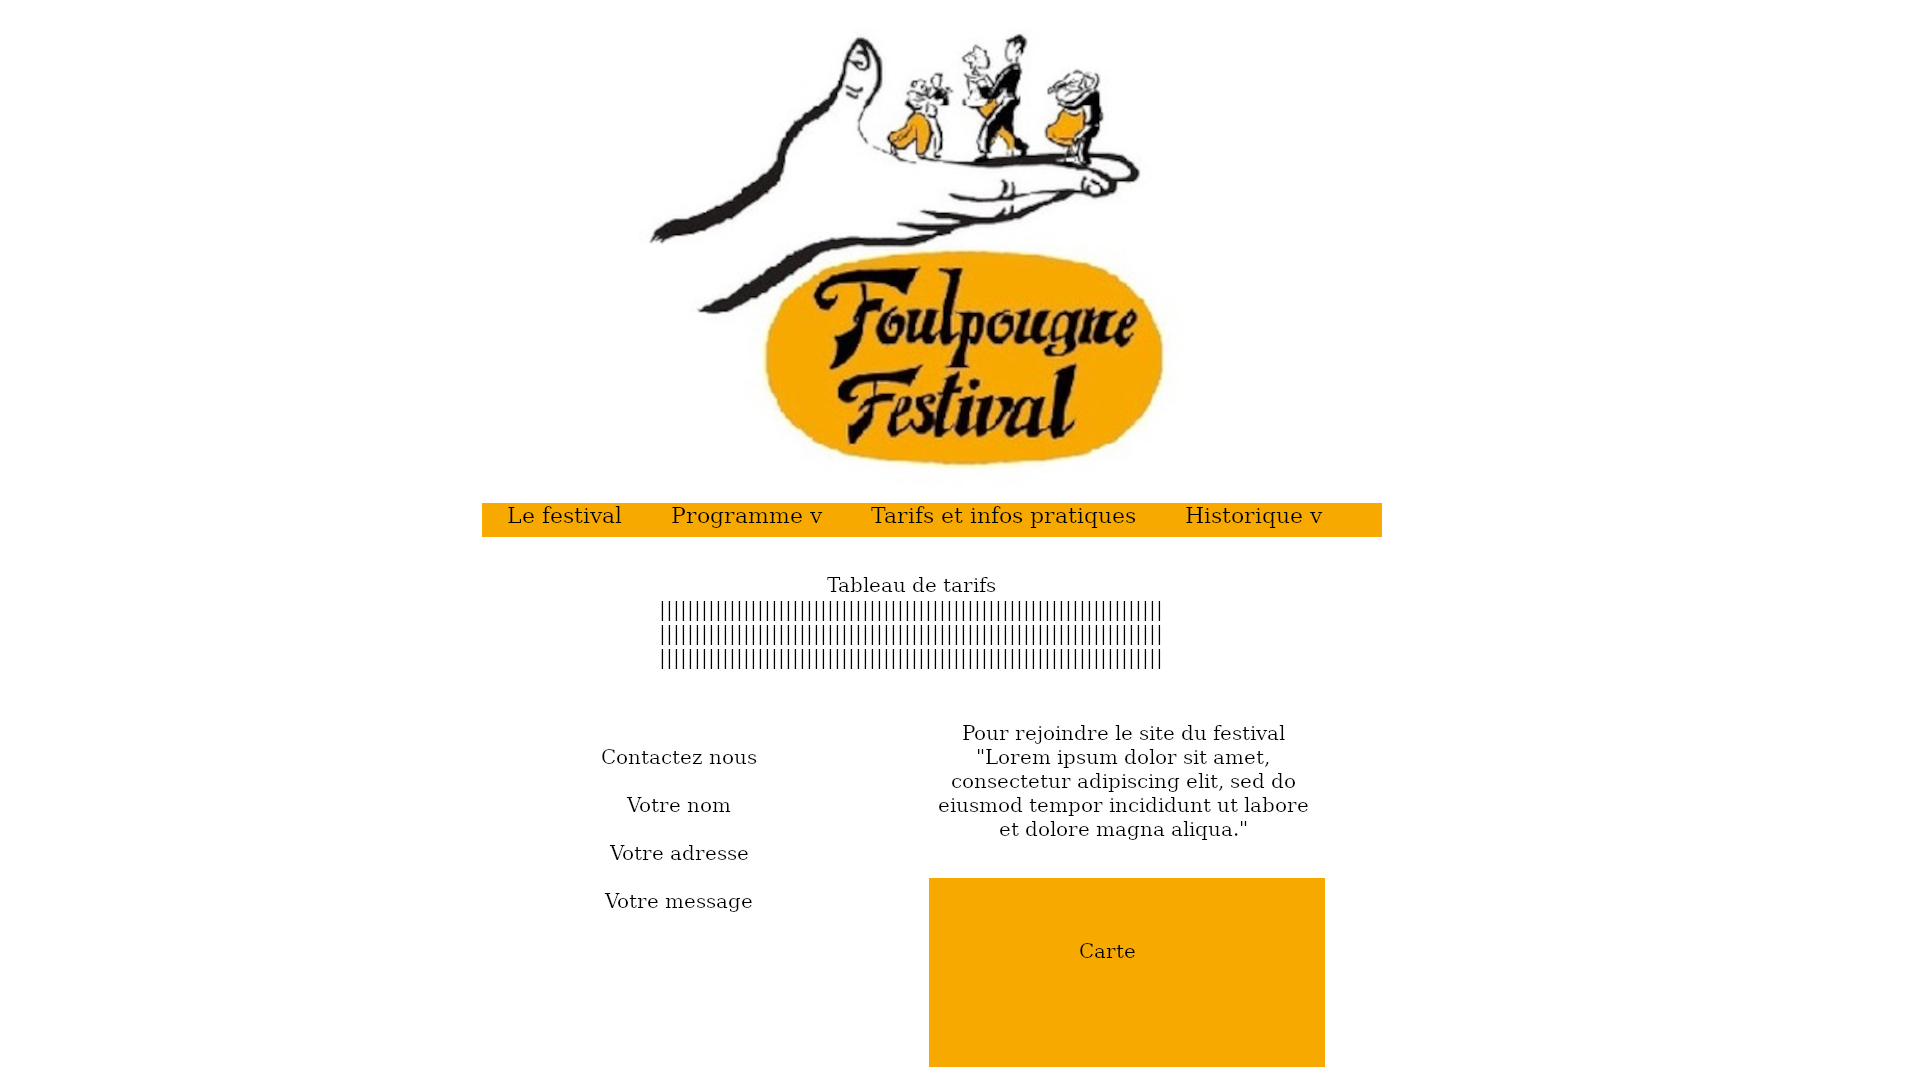 Foulpougne
Festival
Le festival Programme v Tarifs et infos pratiques Historique v
Tableau de tarifs
||||||||||||||||||||||||||||||||||||||||||||||||||||||||||||||||||||||||
||||||||||||||||||||||||||||||||||||||||||||||||||||||||||||||||||||||||
||||||||||||||||||||||||||||||||||||||||||||||||||||||||||||||||||||||||
Contactez nous
Votre nom
Votre adresse
Votre message
Pour rejoindre le site du festival
"Lorem ipsum dolor sit amet,
consectetur adipiscing elit, sed do
eiusmod tempor incididunt ut labore
et dolore magna aliqua."
Carte